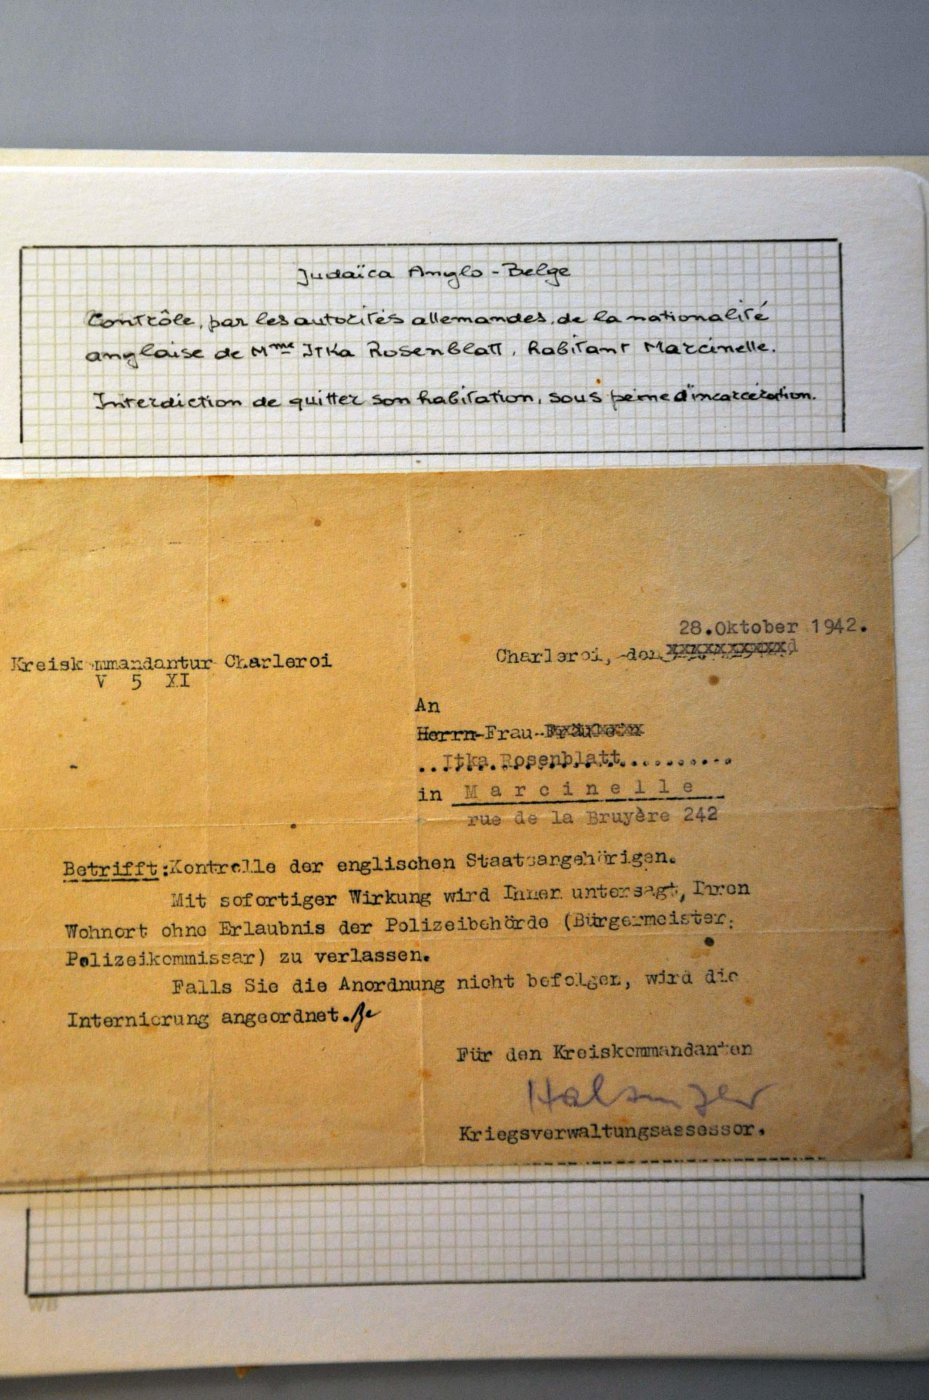 Judaïca Anglo-Belge
Contrôle, par les autorités allemandes, de la nationalité
anglaise de Mme Itka Rosenblatt, habitant Marcinelle.
Interdiction de quitter son habitation, sous peine d'incarcération.
28.Oktober 1942.
Kreiskommandantur Charleroi
V 5 XI
Charleroi, den
An
Herrn-Frau-Fräulein
Itka Rosenblatt
in Marcinelle
rue de la Bruyère 242
Betrifft:Kontrolle der englischen Staatsangehörigen.
Mit sofortiger Wirkung wird Ihnen untersagt, Ihren
Wohnort ohne Erlaubnis der Polizeibehörde (Bürgermeister,
Polizeikommissar) zu verlassen.
Falls Sie die Anordnung nicht befolgen, wird die
Internierung angeordnet.
Für den Kreiskommandanten
Kriegsverwaltungsassessor.
WB